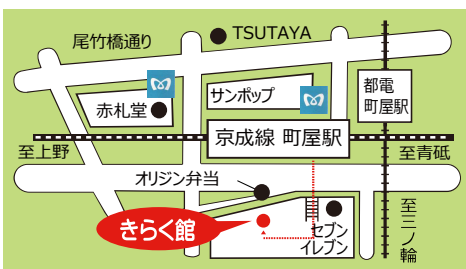 尾竹橋通り
TSUTAYA
赤札堂
サンポップ
都電
町屋駅
京成線 町屋駅
至上野
至青砥
オリジン弁当
きらく館
セブン
イレブン
至三ノ輪